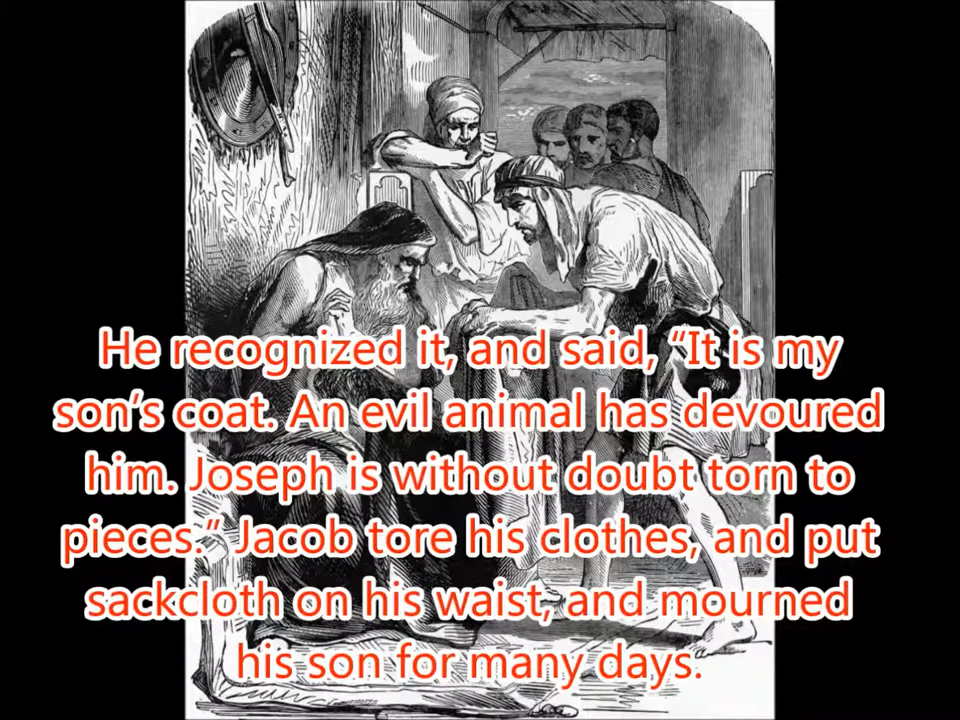 He recognized it, and said, “It is my
son’s coat. An evil animal has devoured
him. Joseph is without doubt torn to
pieces.” Jacob tore his clothes, and put
sackcloth on his waist, and mourned
his son for many days.